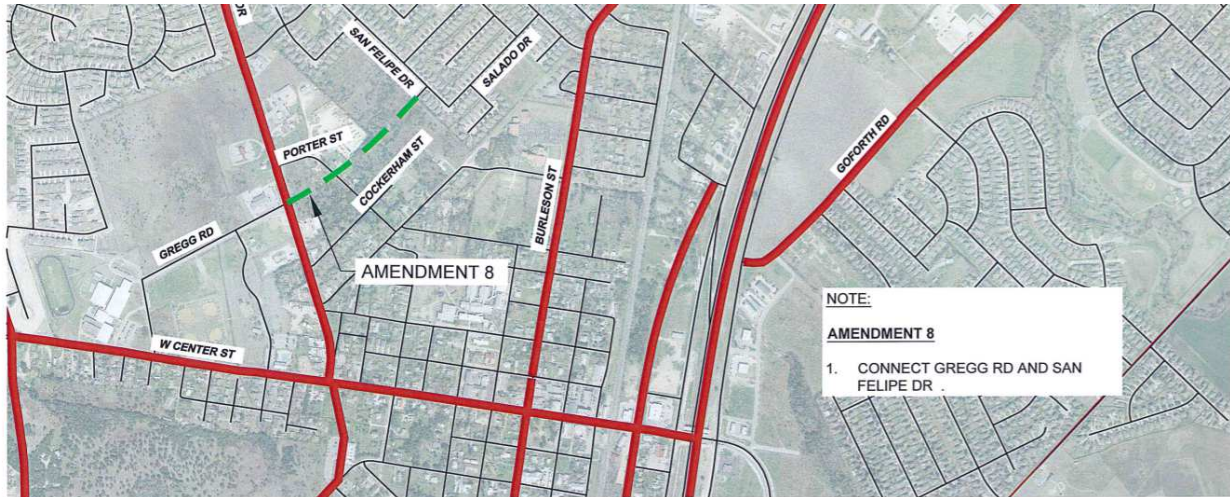 DR
SAN FELIPE DR
SALADO DR
PORTER ST
COCKERHAM ST
BURLESON ST
GOFORTH RD
GREGG RD
AMENDMENT 8
W CENTER ST
NOTE:
AMENDMENT 8
1. CONNECT GREGG RD AND SAN
FELIPE DR .